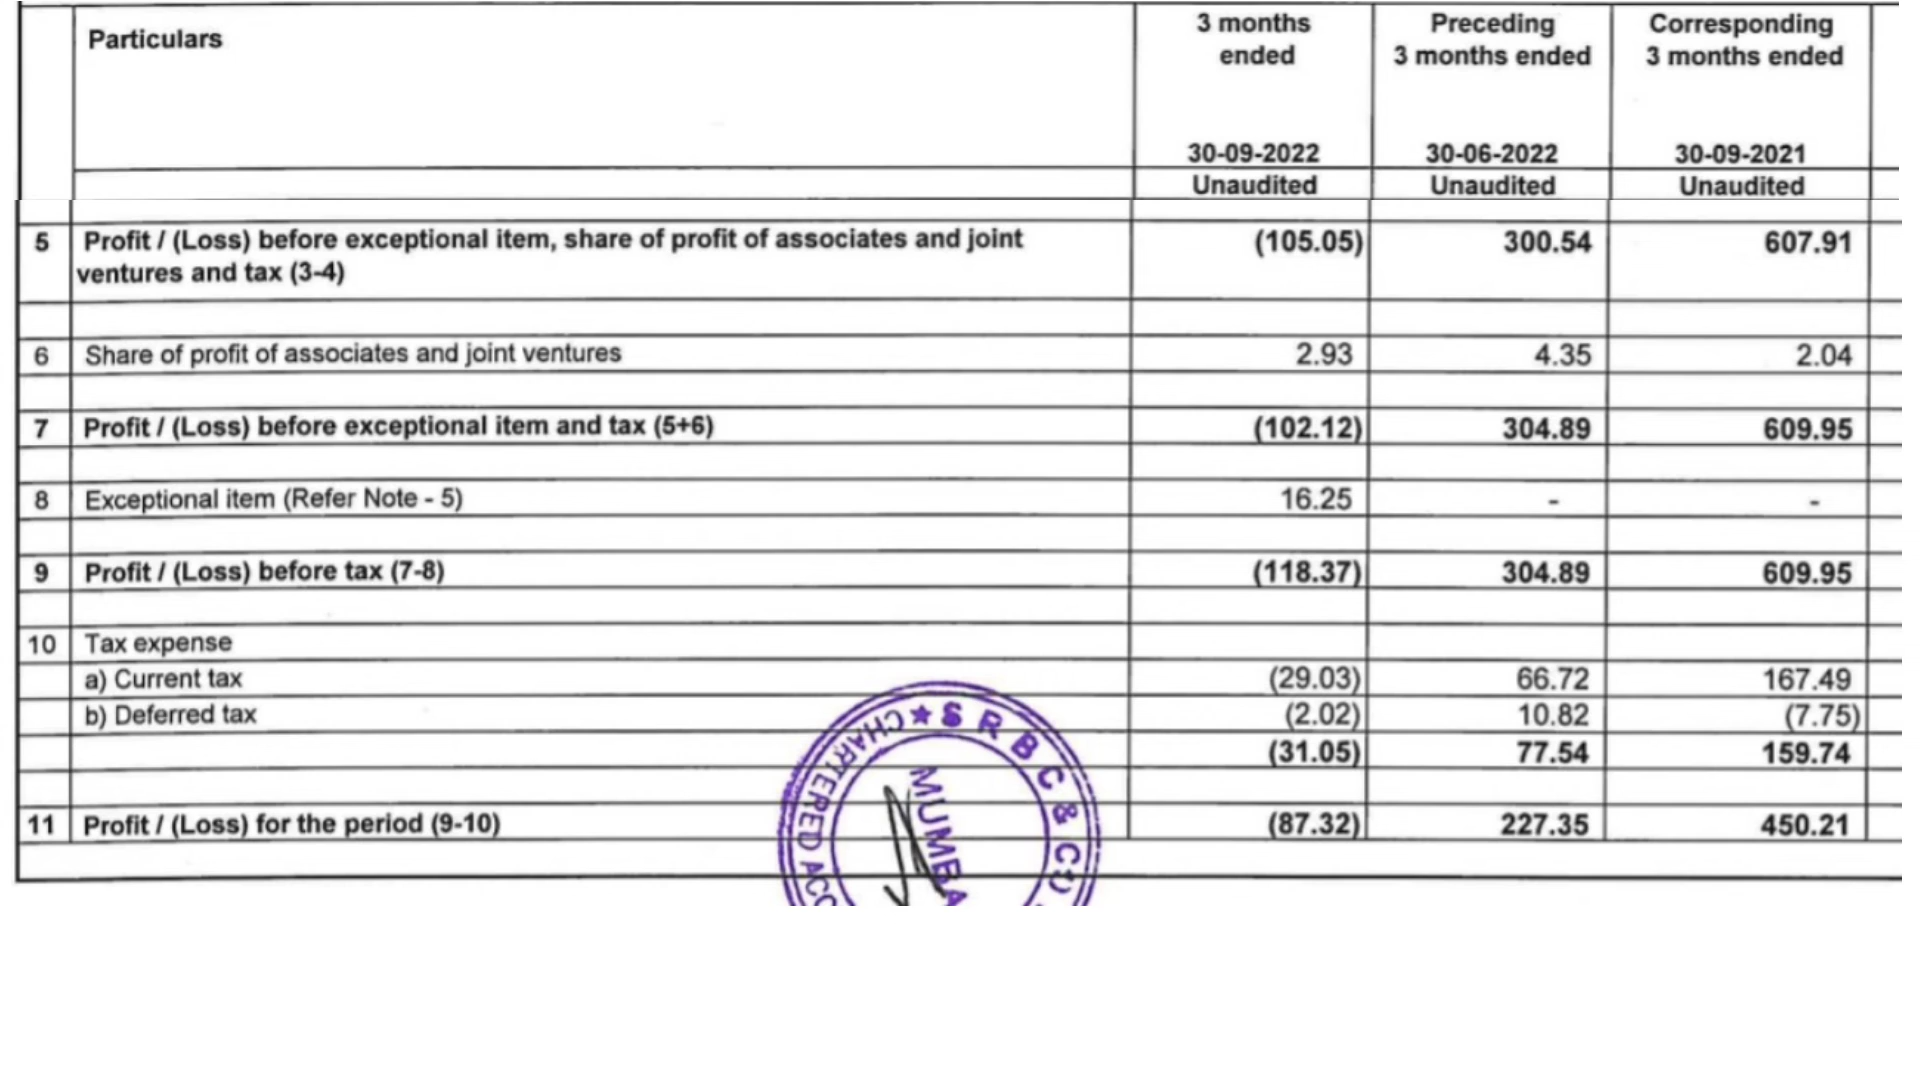 Particulars
3 months
ended
30-09-2022
Unaudited
Preceding
3 months ended
30-06-2022
Unaudited
Corresponding
3 months ended
30-09-2021
Unaudited
5 Profit / (Loss) before exceptional item, share of profit of associates and joint (105.05) 300.54 607.91
ventures and tax (3-4)
6 Share of profit of associates and joint ventures 2.93 4.35 2.04
7 Profit / (Loss) before exceptional item and tax (5+6) (102.12) 304.89 609.95
8 Exceptional item (Refer Note - 5) 16.25 - -
9 Profit / (Loss) before tax (7-8) (118.37) 304.89 609.95
10 Tax expense
a) Current tax (29.03) 66.72 167.49
b) Deferred tax (2.02) 10.82 (7.75)
(31.05) 77.54 159.74
11 Profit / (Loss) for the period (9-10) (87.32) 227.35 450.21
S R B C & CO
CHARTERED ACC
MUMBA